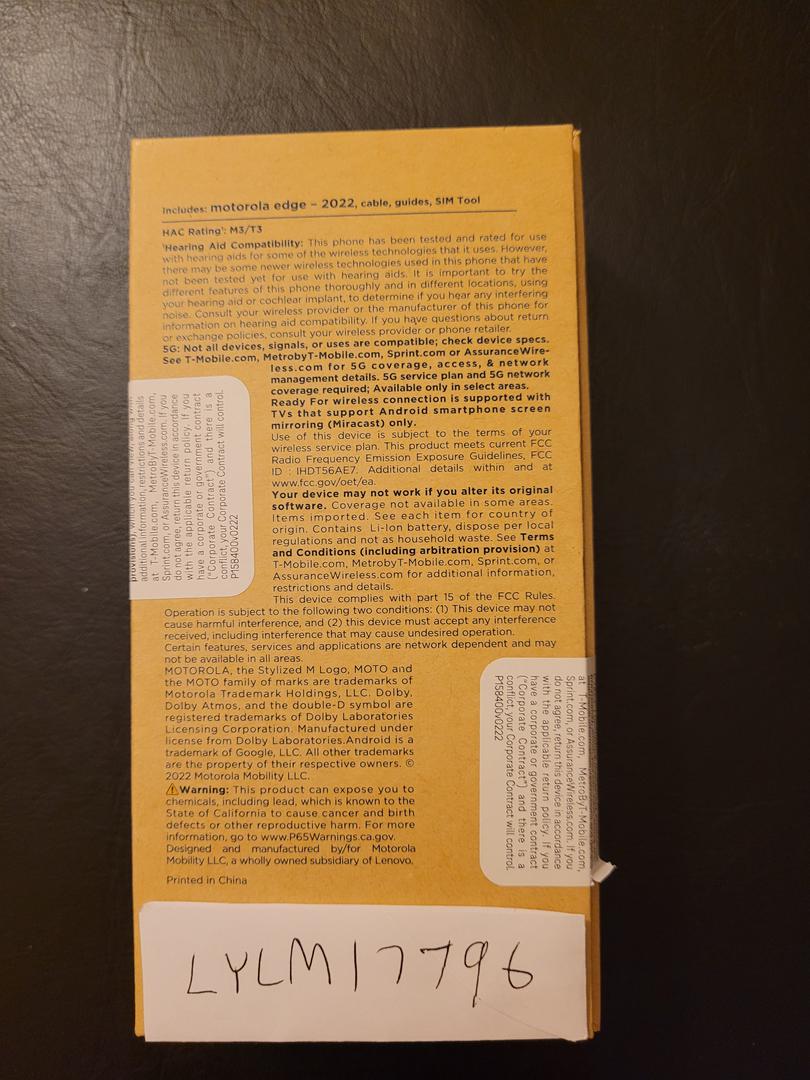 Includes: motorola edge – 2022, cable, guides, SIM Tool
HAC Rating¹: M3/T3
¹Hearing Aid Compatibility: This phone has been tested and rated for use
with hearing aids for some of the wireless technologies that it uses. However,
there may be some newer wireless technologies used in this phone that have
not been tested yet for use with hearing aids. It is important to try the
different features of this phone thoroughly and in different locations, using
your hearing aid or cochlear implant, to determine if you hear any interfering
noise. Consult your wireless provider or the manufacturer of this phone for
information on hearing aid compatibility. If you have questions about return
or exchange policies, consult your wireless provider or phone retailer.
5G: Not all devices, signals, or uses are compatible; check device specs.
See T-Mobile.com, MetrobyT-Mobile.com, Sprint.com or AssuranceWire-
less.com for 5G coverage, access, & network
management details. 5G service plan and 5G network
coverage required; Available only in select areas.
Ready For wireless connection is supported with
TVs that support Android smartphone screen
mirroring (Miracast) only.
Use of this device is subject to the terms of your
wireless service plan. This product meets current FCC
Radio Frequency Emission Exposure Guidelines, FCC
ID : IHDT56AE7. Additional details within and at
www.fcc.gov/oet/ea.
Your device may not work if you alter its original
software. Coverage not available in some areas.
Items imported. See each item for country of
origin. Contains Li-Ion battery, dispose per local
regulations and not as household waste. See Terms
and Conditions (including arbitration provision) at
T-Mobile.com, MetrobyT-Mobile.com, Sprint.com, or
AssuranceWireless.com for additional information,
restrictions and details.
This device complies with part 15 of the FCC Rules.
Operation is subject to the following two conditions: (1) This device may not
cause harmful interference, and (2) this device must accept any interference
received, including interference that may cause undesired operation.
Certain features, services and applications are network dependent and may
not be available in all areas.
MOTOROLA, the Stylized M Logo, MOTO and
the MOTO family of marks are trademarks of
Motorola Trademark Holdings, LLC. Dolby,
Dolby Atmos, and the double-D symbol are
registered trademarks of Dolby Laboratories
Licensing Corporation. Manufactured under
license from Dolby Laboratories.Android is a
trademark of Google, LLC. All other trademarks
are the property of their respective owners. ©
2022 Motorola Mobility LLC.
⚠Warning: This product can expose you to
chemicals, including lead, which is known to the
State of California to cause cancer and birth
defects or other reproductive harm. For more
information, go to www.P65Warnings.ca.gov.
Designed and manufactured by/for Motorola
Mobility LLC, a wholly owned subsidiary of Lenovo.
Printed in China
additional information, restrictions and details
at T-Mobile.com, MetroByT-Mobile.com,
Sprint.com, or AssuranceWireless.com. If you
do not agree, return this device in accordance
with the applicable return policy. If you
have a corporate or government contract
("Corporate Contract") and there is a
conflict, your Corporate Contract will control.
P158400v0222
at T-Mobile.com, MetroByT-Mobile.com,
Sprint.com, or AssuranceWireless.com. If you
do not agree, return this device in accordance
with the applicable return policy. If you
have a corporate or government contract
("Corporate Contract") and there is a
conflict, your Corporate Contract will control.
P158400v0222
LYLM17796